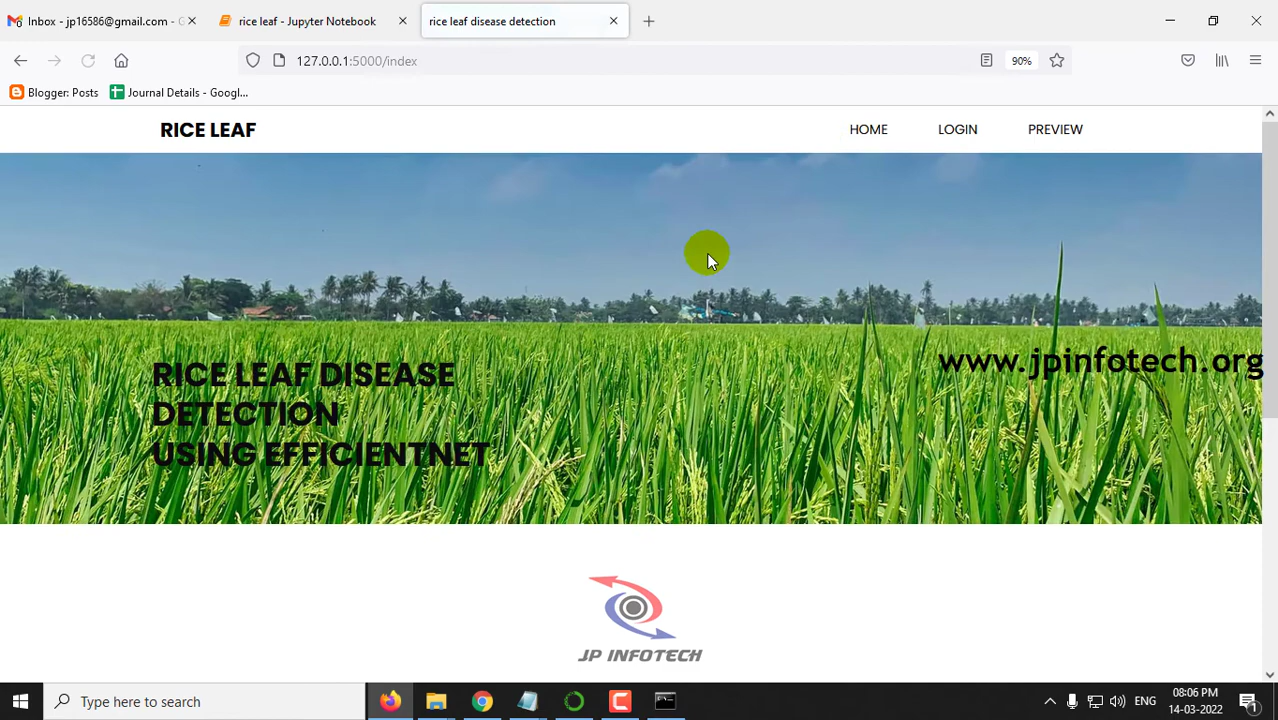 Inbox - jp16586@gmail.com - G
rice leaf - Jupyter Notebook
rice leaf disease detection
127.0.0.1:5000/index
90%
Blogger: Posts
Journal Details - Googl...
RICE LEAF
HOME
LOGIN
PREVIEW
www.jpinfotech.org
RICE LEAF DISEASE
DETECTION
USING EFFICIENTNET
JP INFOTECH
Type here to search
ENG
08:06 PM
14-03-2022
1